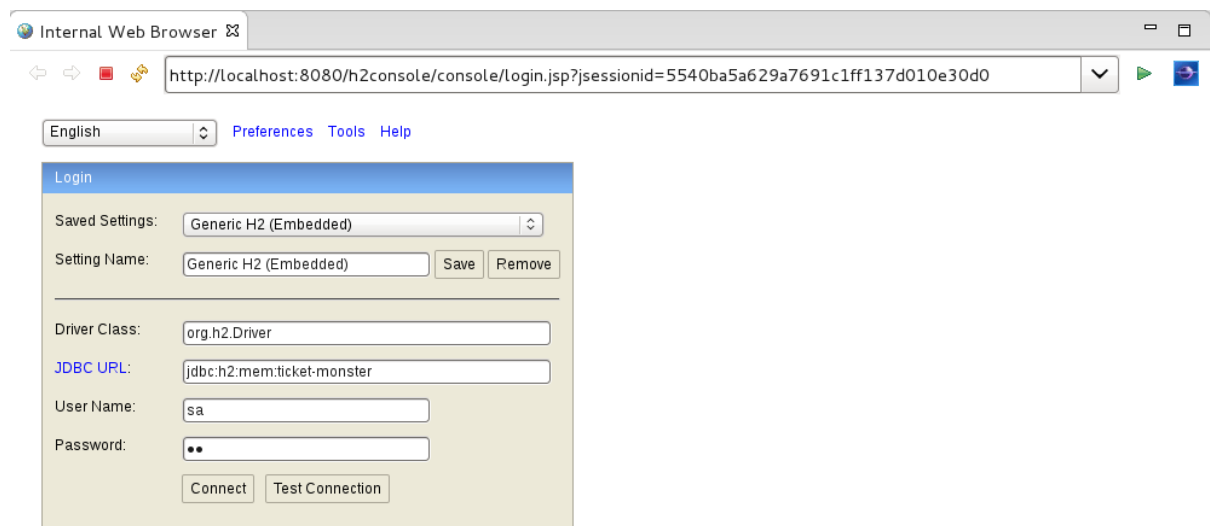 Internal Web Browser
http://localhost:8080/h2console/console/login.jsp?jsessionid=5540ba5a629a7691c1ff137d010e30d0
English Preferences Tools Help
Login
Saved Settings: Generic H2 (Embedded)
Setting Name: Generic H2 (Embedded) Save Remove
Driver Class: org.h2.Driver
JDBC URL: jdbc:h2:mem:ticket-monster
User Name: sa
Password: ••
Connect Test Connection